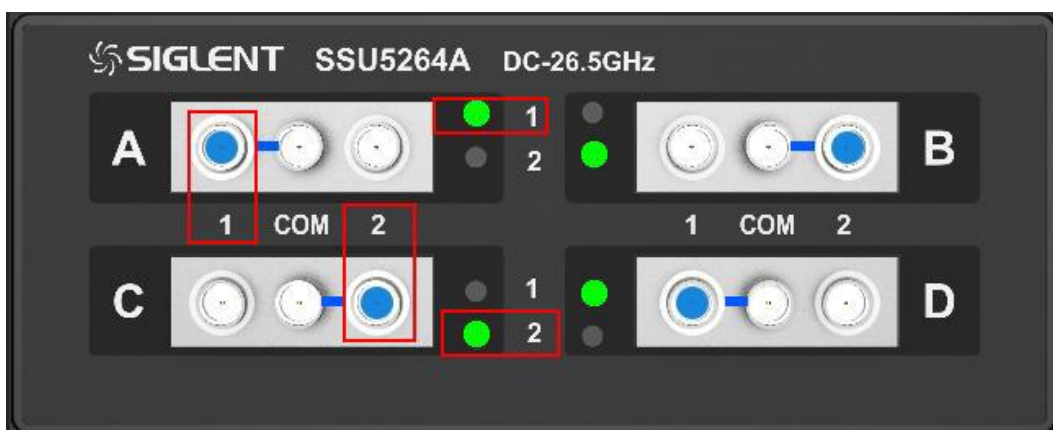 SIGLENT SSU5264A DC-26.5GHz
A 1 B
2
1 COM 2 1 COM 2
C 1 D
2